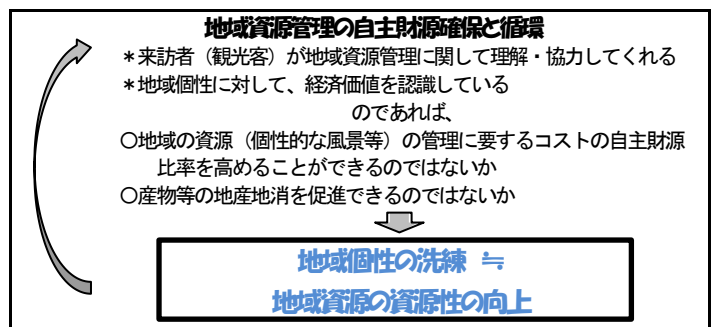 地域資源管理の自主財源確保と循環
＊来訪者（観光客）が地域資源管理に関して理解・協力してくれる
＊地域個性に対して、経済価値を認識している
のであれば、
○地域の資源（個性的な風景等）の管理に要するコストの自主財源
比率を高めることができるのではないか
○産物等の地産地消を促進できるのではないか
地域個性の洗練 ≒
地域資源の資源性の向上